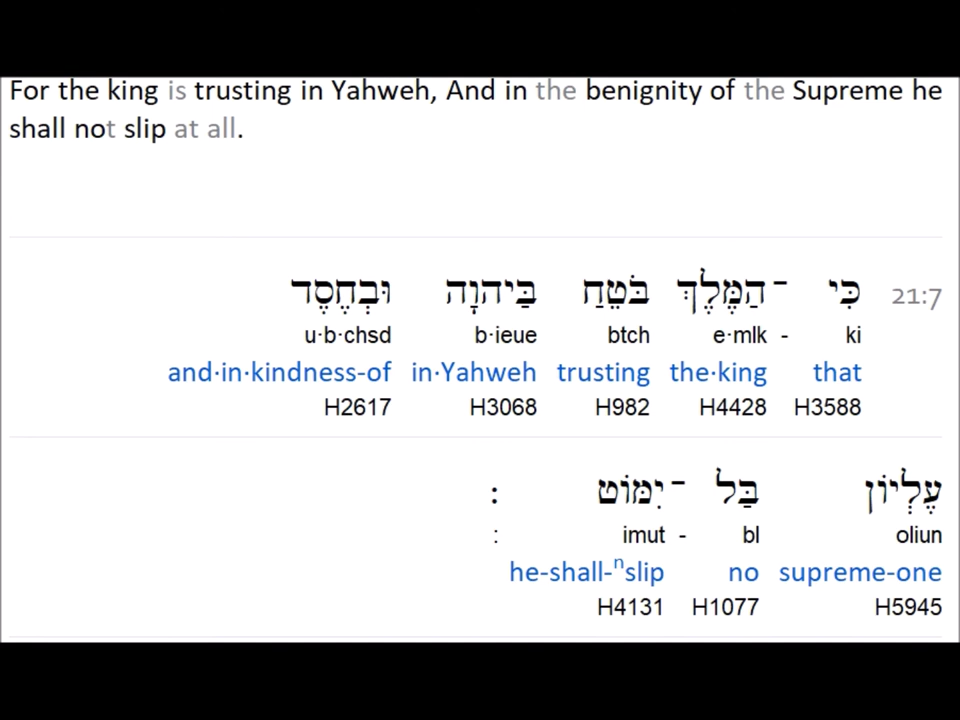 For the king is trusting in Yahweh, And in the benignity of the Supreme he
shall not slip at all.
21:7 כִּי ־ הַמֶּלֶךְ בֹּטֵחַ בַּיהוָה וּבְחֶסֶד
u·b·chsd b·ieue btch e·mlk - ki
and·in·kindness-of in·Yahweh trusting the·king that
H2617 H3068 H982 H4428 H3588
עֶלְיוֹן בַּל ־ יִמּוֹט :
: imut - bl oliun
he-shall-ⁿslip no supreme-one
H4131 H1077 H5945